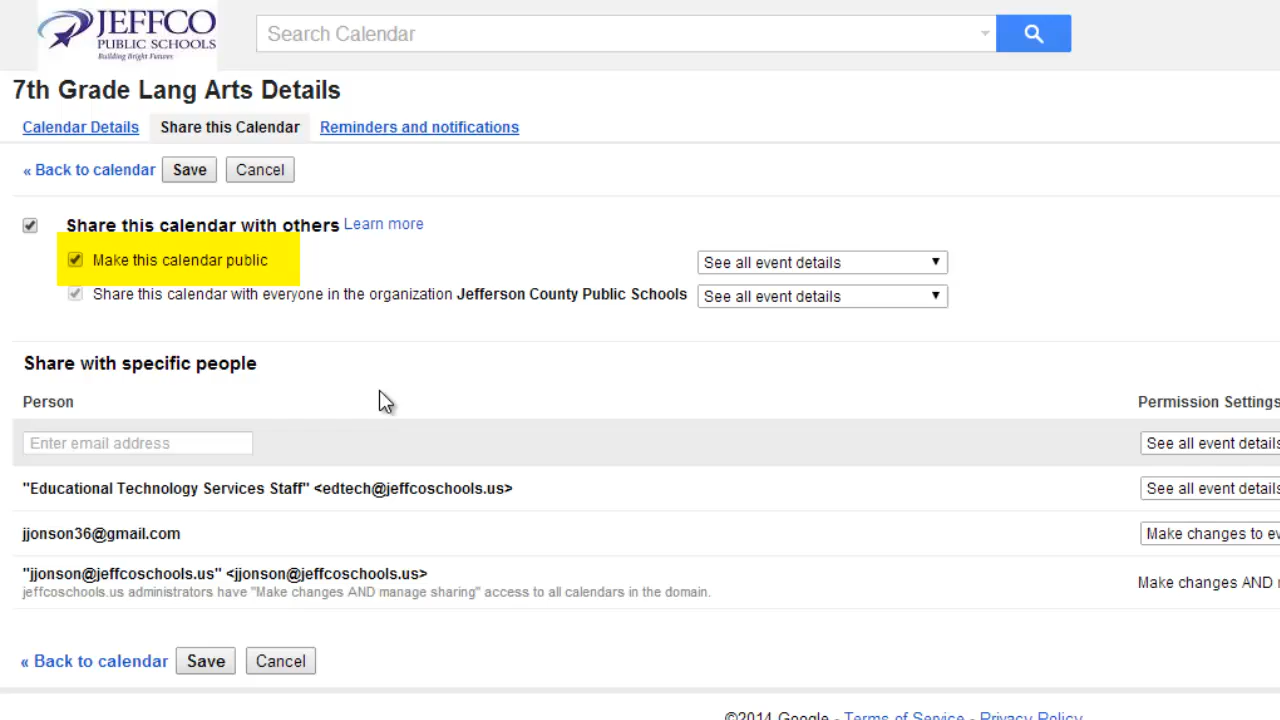 JEFFCO
PUBLIC SCHOOLS
Building Bright Futures
Search Calendar
7th Grade Lang Arts Details
Calendar Details Share this Calendar Reminders and notifications
« Back to calendar Save Cancel
Share this calendar with others Learn more
Make this calendar public See all event details
Share this calendar with everyone in the organization Jefferson County Public Schools See all event details
Share with specific people
Person Permission Settings
Enter email address See all event details
"Educational Technology Services Staff" <edtech@jeffcoschools.us> See all event details
jjonson36@gmail.com Make changes to ev
"jjonson@jeffcoschools.us" <jjonson@jeffcoschools.us> Make changes AND
jeffcoschools.us administrators have "Make changes AND manage sharing" access to all calendars in the domain.
« Back to calendar Save Cancel
©2014 Google - Terms of Service - Privacy Policy